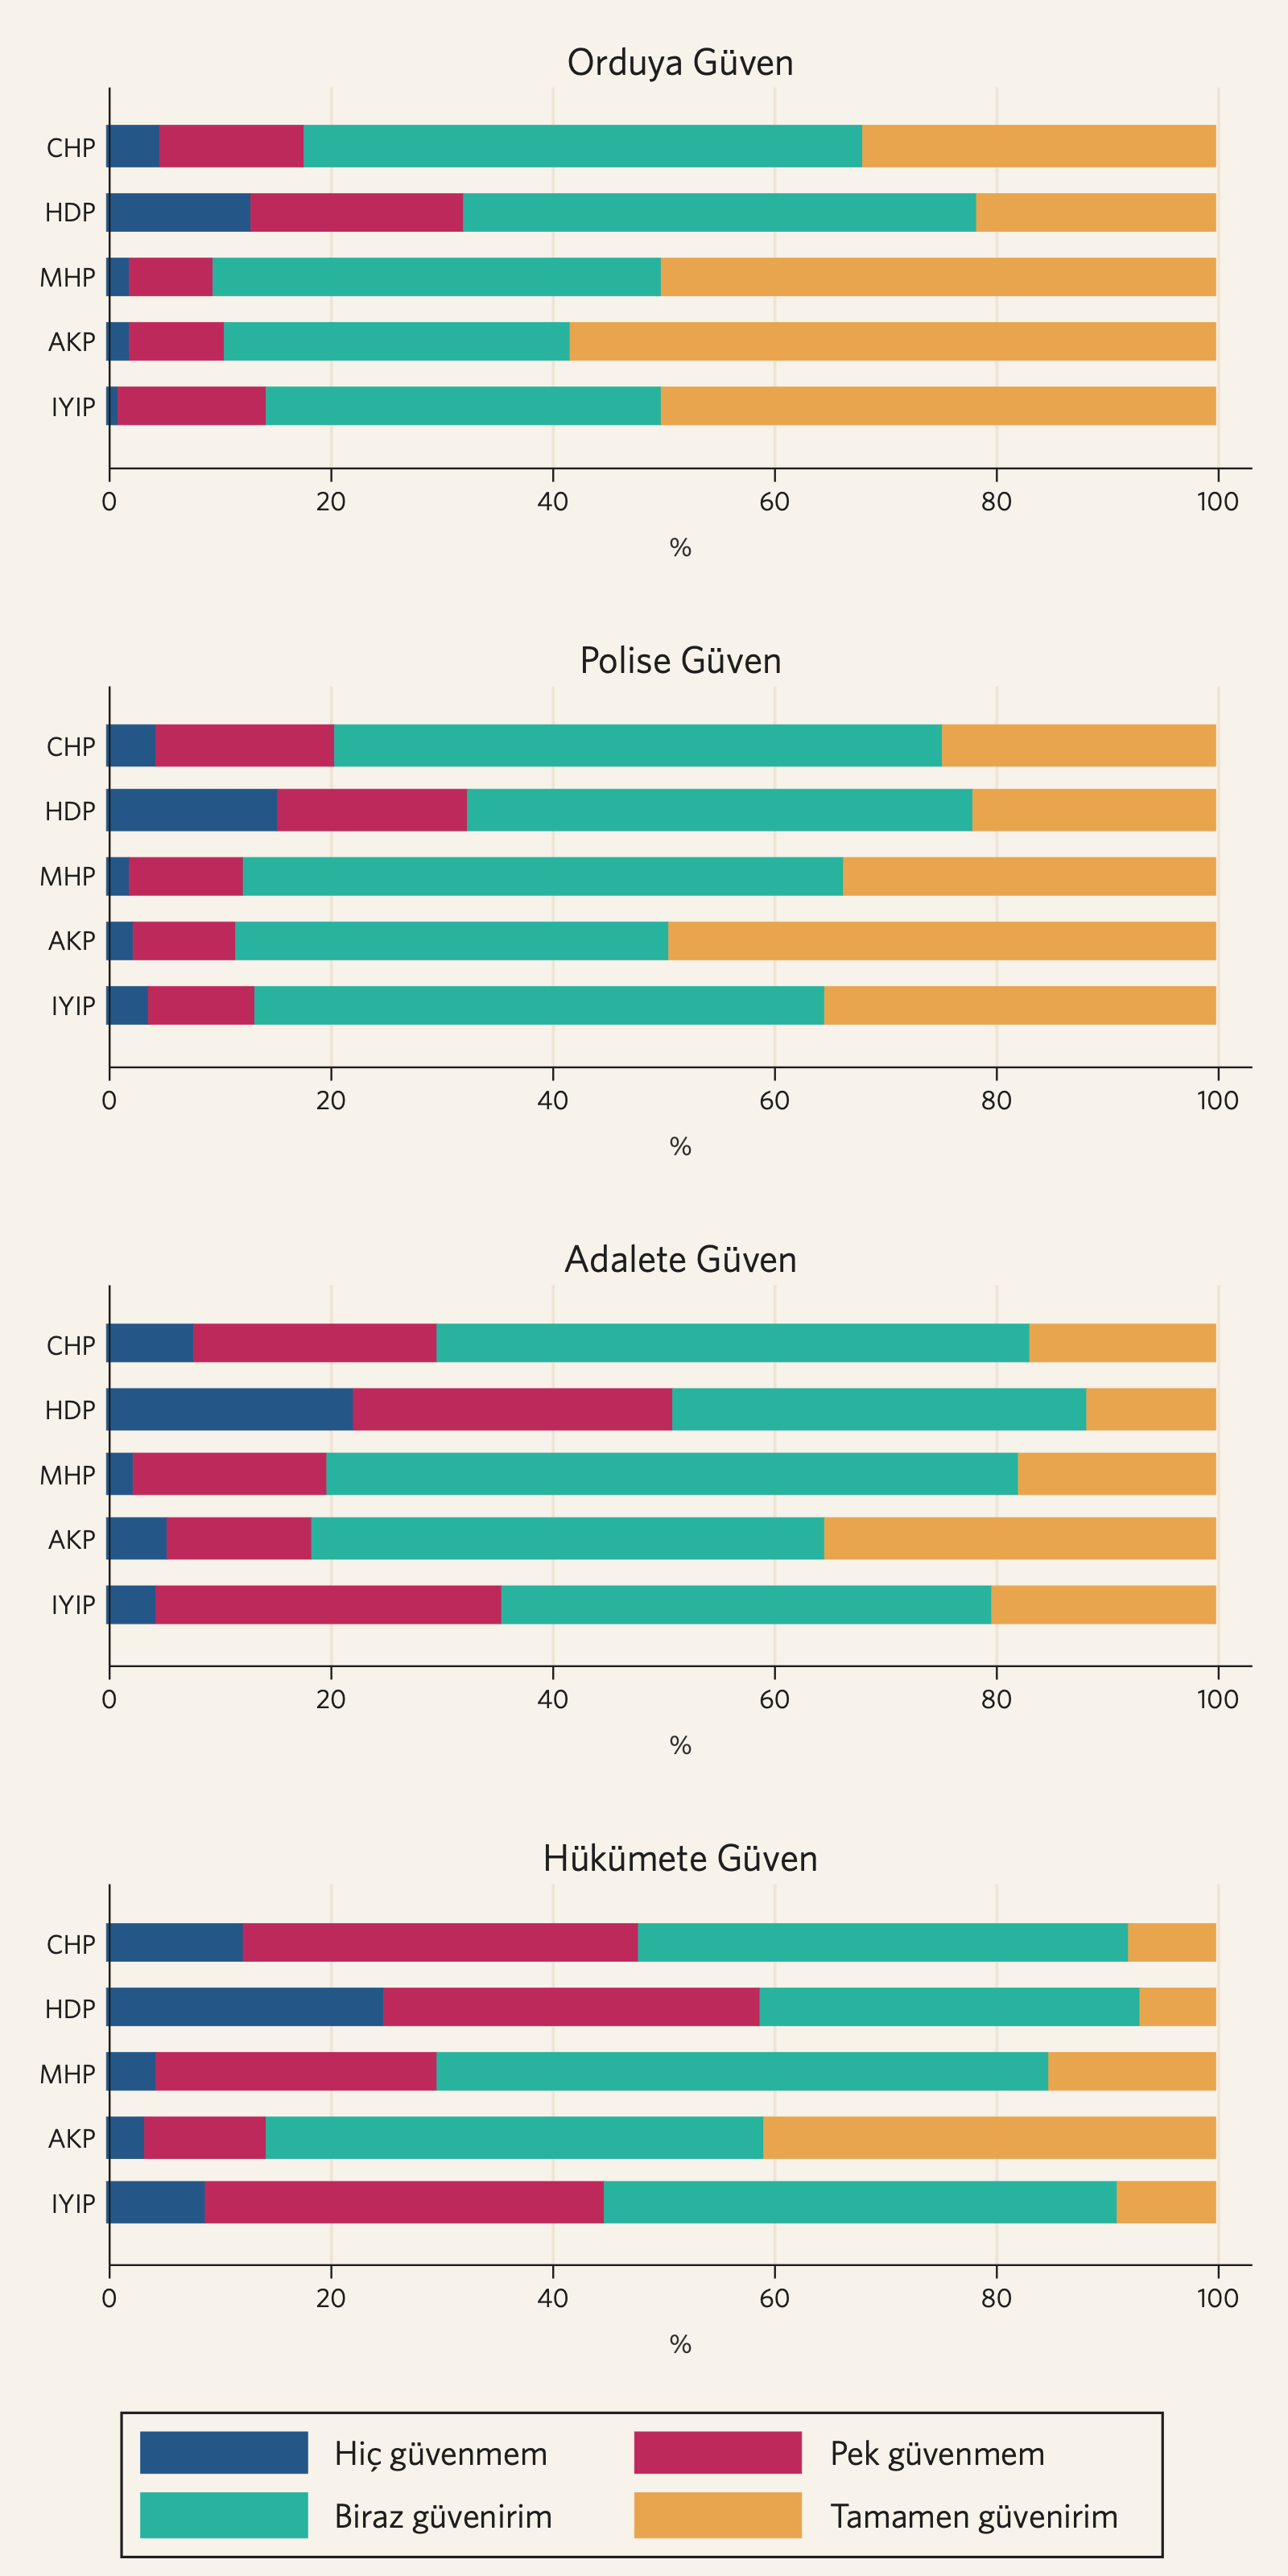 Orduya Güven
CHP
HDP
MHP
AKP
IYIP
0 20 40 60 80 100
%
Polise Güven
CHP
HDP
MHP
AKP
IYIP
0 20 40 60 80 100
%
Adalete Güven
CHP
HDP
MHP
AKP
IYIP
0 20 40 60 80 100
%
Hükümete Güven
CHP
HDP
MHP
AKP
IYIP
0 20 40 60 80 100
%
Hiç güvenmem Pek güvenmem
Biraz güvenirim Tamamen güvenirim